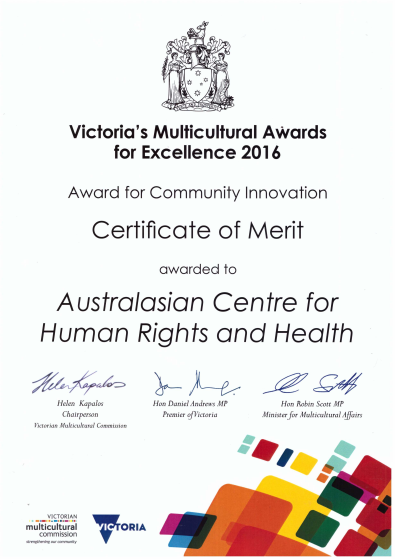 Victoria's Multicultural Awards
for Excellence 2016
Award for Community Innovation
Certificate of Merit
awarded to
Australasian Centre for
Human Rights and Health
Helen Kapalos
Helen Kapalos
Chairperson
Victorian Multicultural Commission
Hon Daniel Andrews MP
Premier of Victoria
Hon Robin Scott MP
Minister for Multicultural Affairs
VICTORIAN
multicultural
commission
strengthening our community
VICTORIA